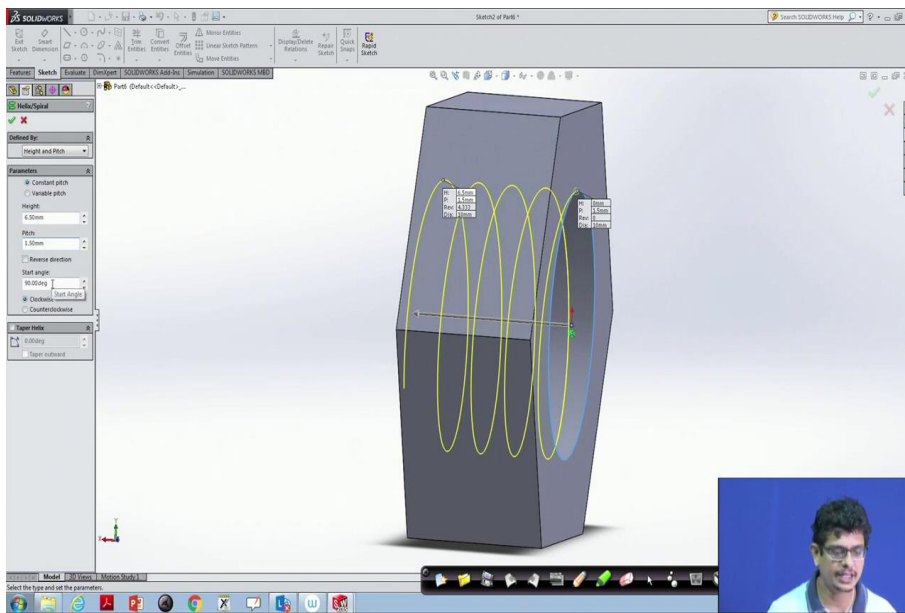 SOLIDWORKS
Sketch2 of Part6 *
Search SOLIDWORKS Help
Exit Sketch
Smart Dimension
Trim Entities
Convert Entities
Offset Entities
Mirror Entities
Linear Sketch Pattern
Move Entities
Display/Delete Relations
Repair Sketch
Quick Snaps
Rapid Sketch
Features Sketch Evaluate DimXpert SOLIDWORKS Add-Ins Simulation SOLIDWORKS MBD
Part6 (Default<<Default>_...
Helix/Spiral
?
Defined By:
Height and Pitch
Parameters
Constant pitch
Variable pitch
Height:
6.50mm
Pitch:
1.50mm
Reverse direction
Start angle:
90.00deg
Start Angle
Clockwise
Counterclockwise
Taper Helix
0.00deg
Taper outward
H: 6.5mm
P: 1.5mm
Rev: 4.333
Dia: 10mm
H: 0mm
P: 1.5mm
Rev: 0
Dia: 10mm
Y
Model 3D Views Motion Study 1
Select the type and set the parameters.